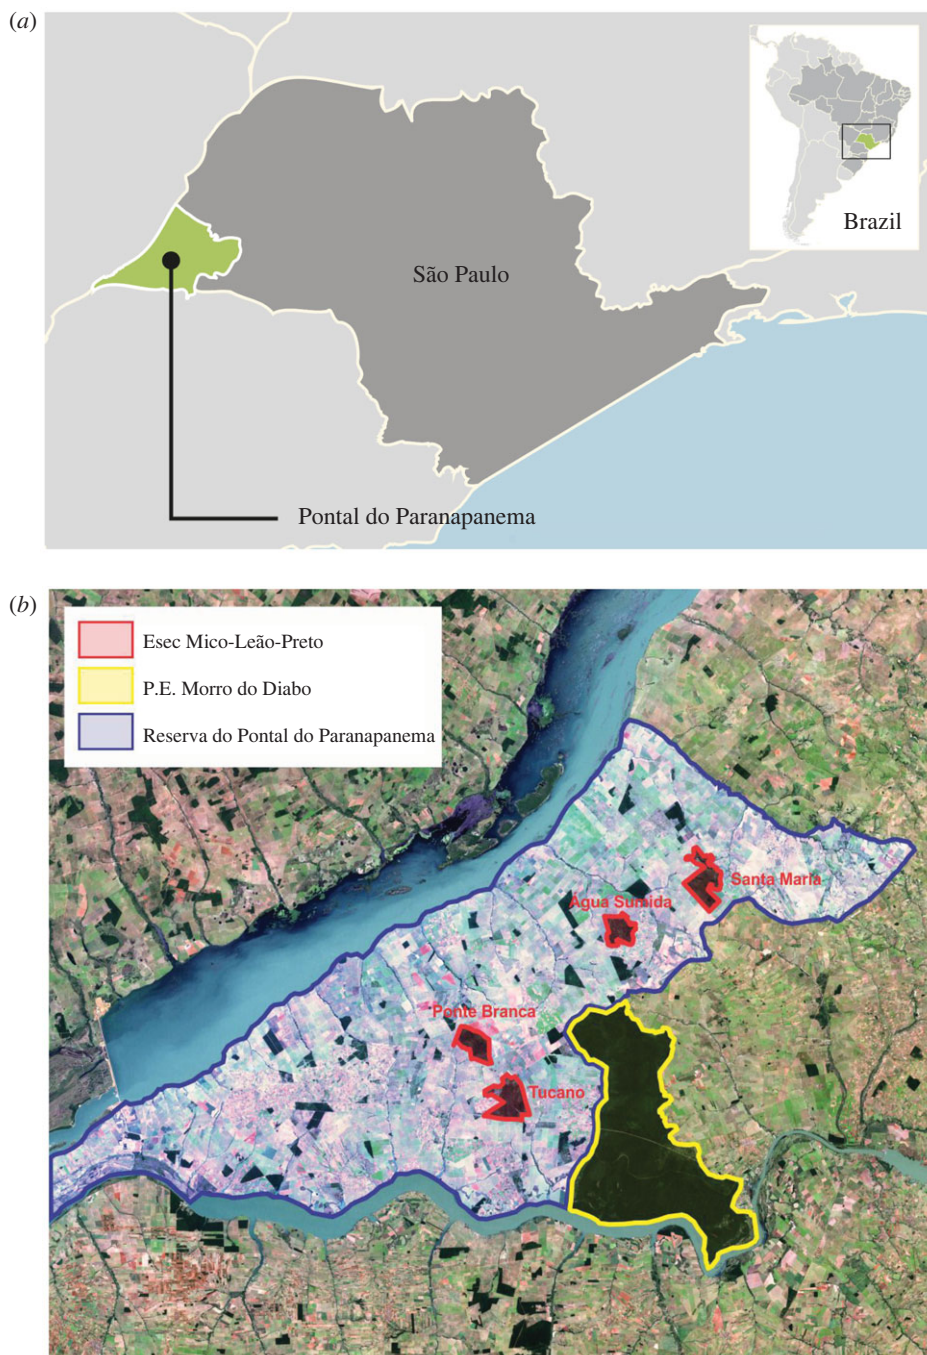 (a)
Brazil
São Paulo
Pontal do Paranapanema
(b)
Esec Mico-Leão-Preto
P.E. Morro do Diabo
Reserva do Pontal do Paranapanema
Santa Maria
Água Sumida
Ponte Branca
Tucano